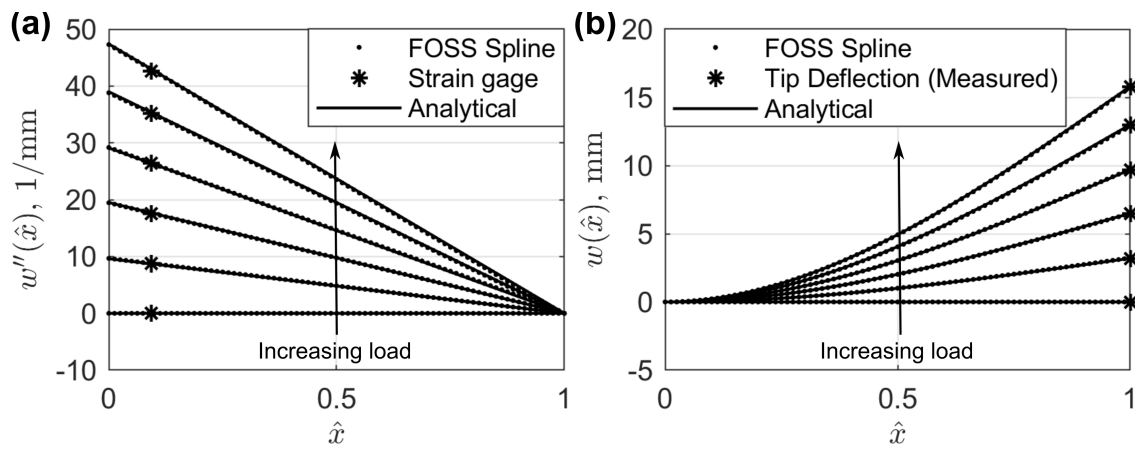 (a)
50
40
30
20
10
0
-10
w''(x̂), 1/mm
FOSS Spline
Strain gage
Analytical
Increasing load
0 0.5 1
x̂
(b)
20
15
10
5
0
-5
w(x̂), mm
FOSS Spline
Tip Deflection (Measured)
Analytical
Increasing load
0 0.5 1
x̂